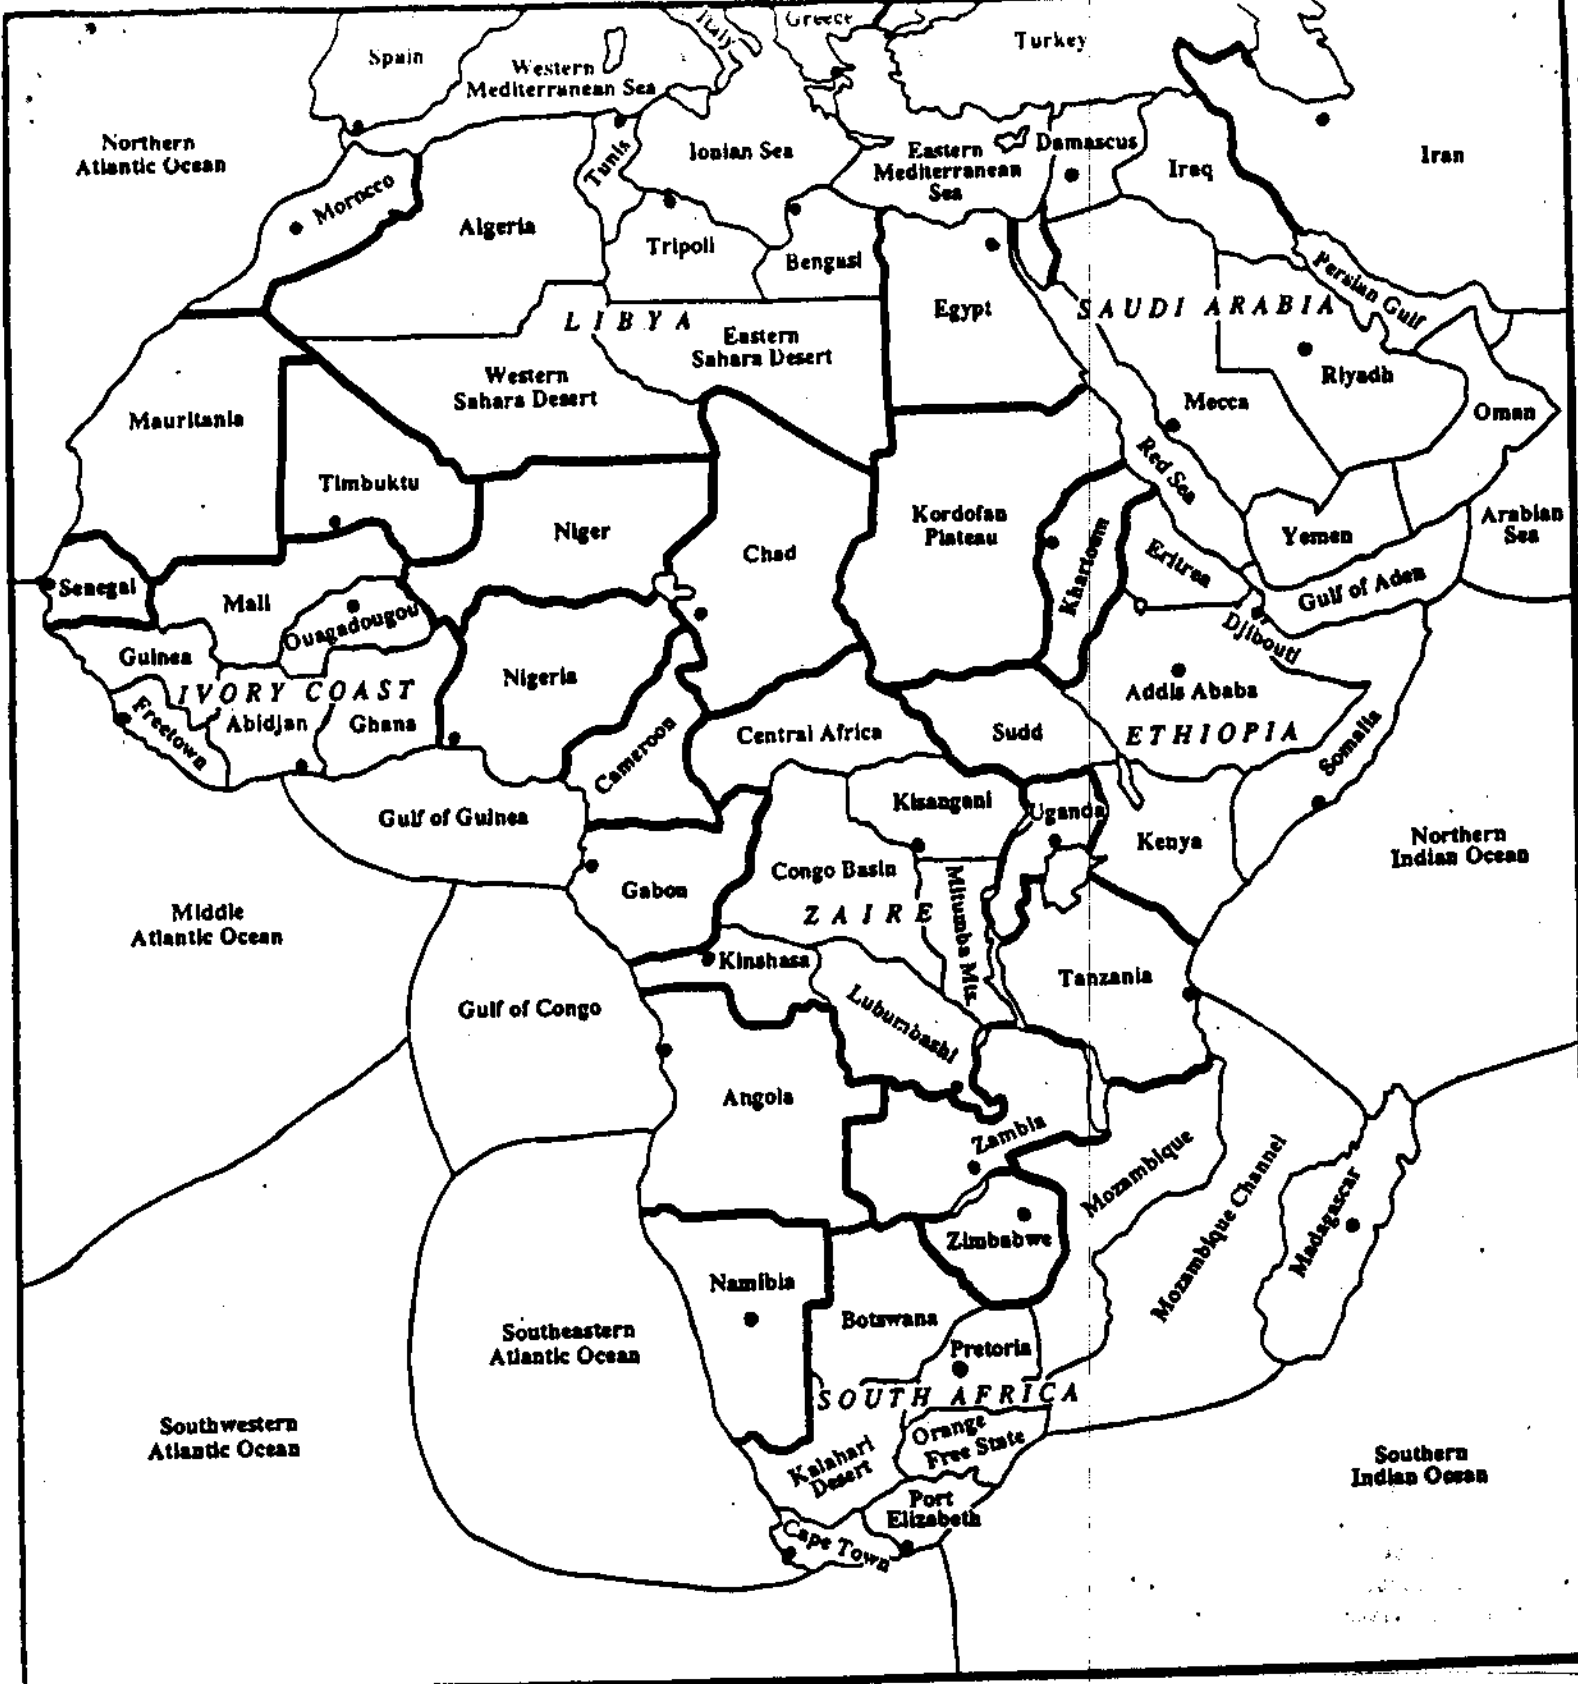 Spain
Italy
Greece
Turkey
Western
Mediterranean Sea
Northern
Atlantic Ocean
Tunis
Ionian Sea
Eastern
Mediterranean
Sea
Damascus
Iraq
Iran
Morocco
Algeria
Tripoli
Bengasi
Egypt
Persian Gulf
SAUDI ARABIA
LIBYA
Eastern
Sahara Desert
Western
Sahara Desert
Riyadh
Mecca
Oman
Mauritania
Timbuktu
Red Sea
Niger
Chad
Kordofan
Plateau
Khartoum
Yemen
Arabian
Sea
Eritrea
Gulf of Aden
Senegal
Mali
Ouagadougou
Djibouti
Guinea
Nigeria
IVORY COAST
Addis Ababa
ETHIOPIA
Freetown
Abidjan
Ghana
Cameroon
Central Africa
Sudd
Somalia
Gulf of Guinea
Kisangani
Uganda
Kenya
Northern
Indian Ocean
Gabon
Congo Basin
Mitumba Mts.
ZAIRE
Middle
Atlantic Ocean
Kinshasa
Tanzania
Gulf of Congo
Lubumbashi
Angola
Zambia
Mozambique
Mozambique Channel
Madagascar
Zimbabwe
Namibia
Botswana
Southeastern
Atlantic Ocean
Pretoria
SOUTH AFRICA
Orange
Free State
Southwestern
Atlantic Ocean
Kalahari
Desert
Southern
Indian Ocean
Port
Elizabeth
Cape Town